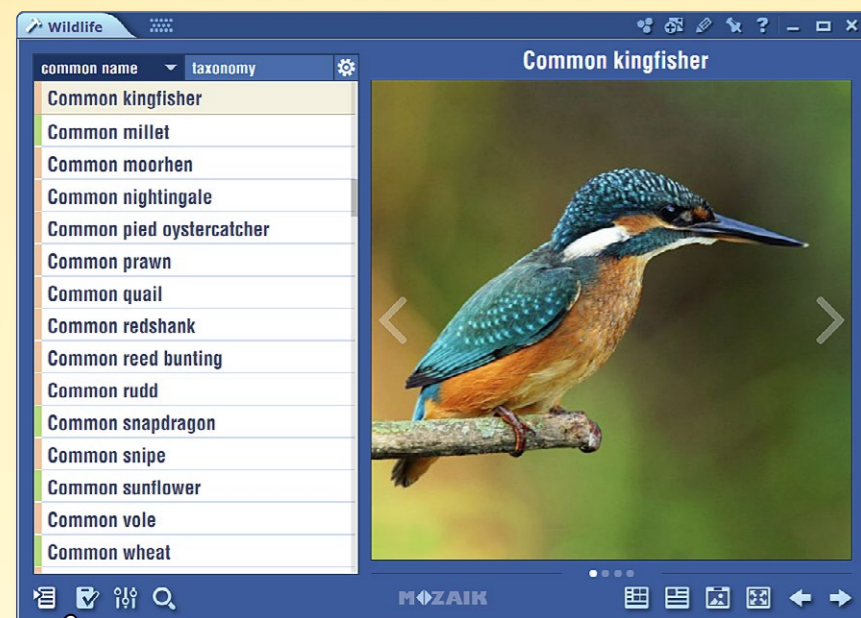 Wildlife
?
common name taxonomy
Common kingfisher
Common kingfisher
Common millet
Common moorhen
Common nightingale
Common pied oystercatcher
Common prawn
Common quail
Common redshank
Common reed bunting
Common rudd
Common snapdragon
Common snipe
Common sunflower
Common vole
Common wheat
MOZAIK